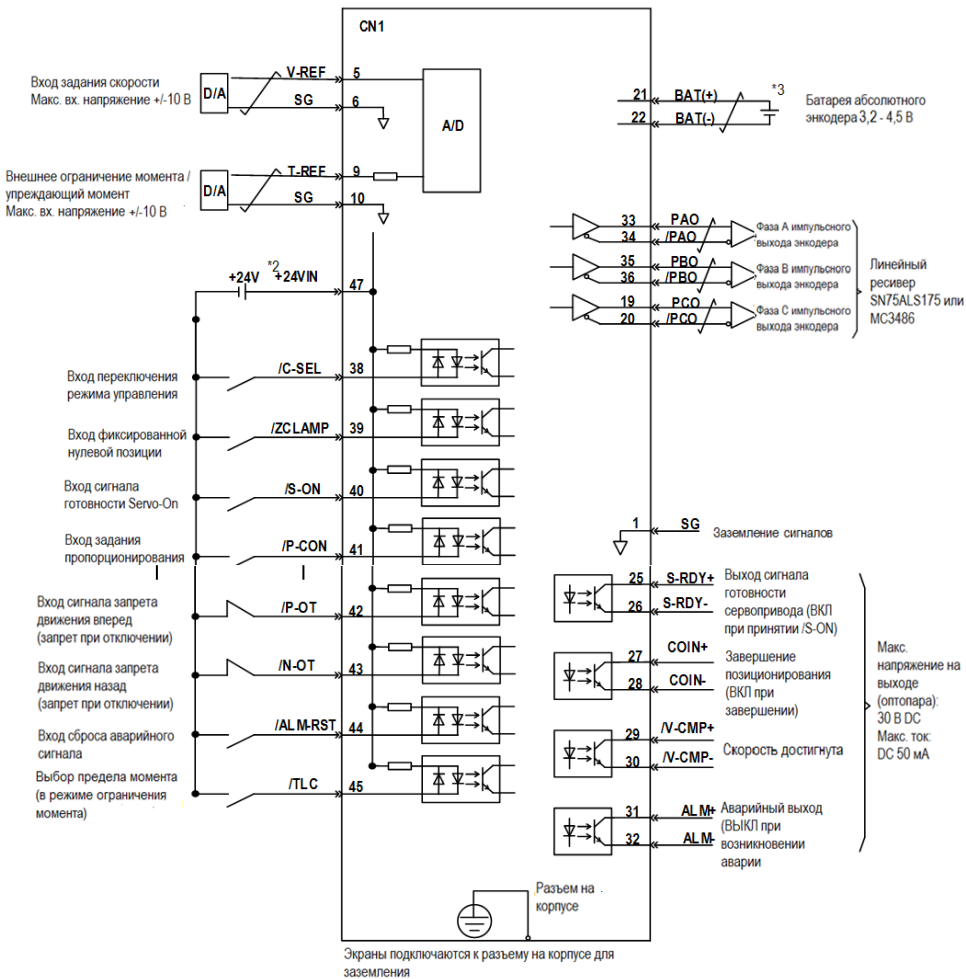 CN1
Вход задания скорости
Макс. вх. напряжение +/-10 В
D/A
V-REF
5
SG
6
A/D
Внешнее ограничение момента /
упреждающий момент
Макс. вх. напряжение +/-10 В
D/A
T-REF
9
SG
10
+24V
*2
+24VIN
47
Вход переключения
режима управления
/C-SEL
38
Вход фиксированной
нулевой позиции
/ZCLAMP
39
Вход сигнала
готовности Servo-On
/S-ON
40
Вход задания
пропорционирования
/P-CON
41
Вход сигнала запрета
движения вперед
(запрет при отключении)
/P-OT
42
Вход сигнала запрета
движения назад
(запрет при отключении)
/N-OT
43
Вход сброса аварийного
сигнала
/ALM-RST
44
Выбор предела момента
(в режиме ограничения
момента)
/TLC
45
21
BAT(+)
22
BAT(-)
*3
Батарея абсолютного
энкодера 3,2 - 4,5 В
33
PAO
34
/PAO
Фаза А импульсного
выхода энкодера
35
PBO
36
/PBO
Фаза В импульсного
выхода энкодера
19
PCO
20
/PCO
Фаза С импульсного
выхода энкодера
Линейный
ресивер
SN75ALS175 или
MC3486
1
SG
Заземление сигналов
25
S-RDY+
26
S-RDY-
Выход сигнала
готовности
сервопривода (ВКЛ
при принятии /S-ON)
27
COIN+
28
COIN-
Завершение
позиционирования
(ВКЛ при
завершении)
29
/V-CMP+
30
/V-CMP-
Скорость достигнута
31
ALM+
32
ALM-
Аварийный выход
(ВЫКЛ при
возникновении
аварии
Макс.
напряжение на
выходе
(оптопара):
30 В DC
Макс. ток:
DC 50 мА
Разъем на
корпусе
Экраны подключаются к разъему на корпусе для
заземления